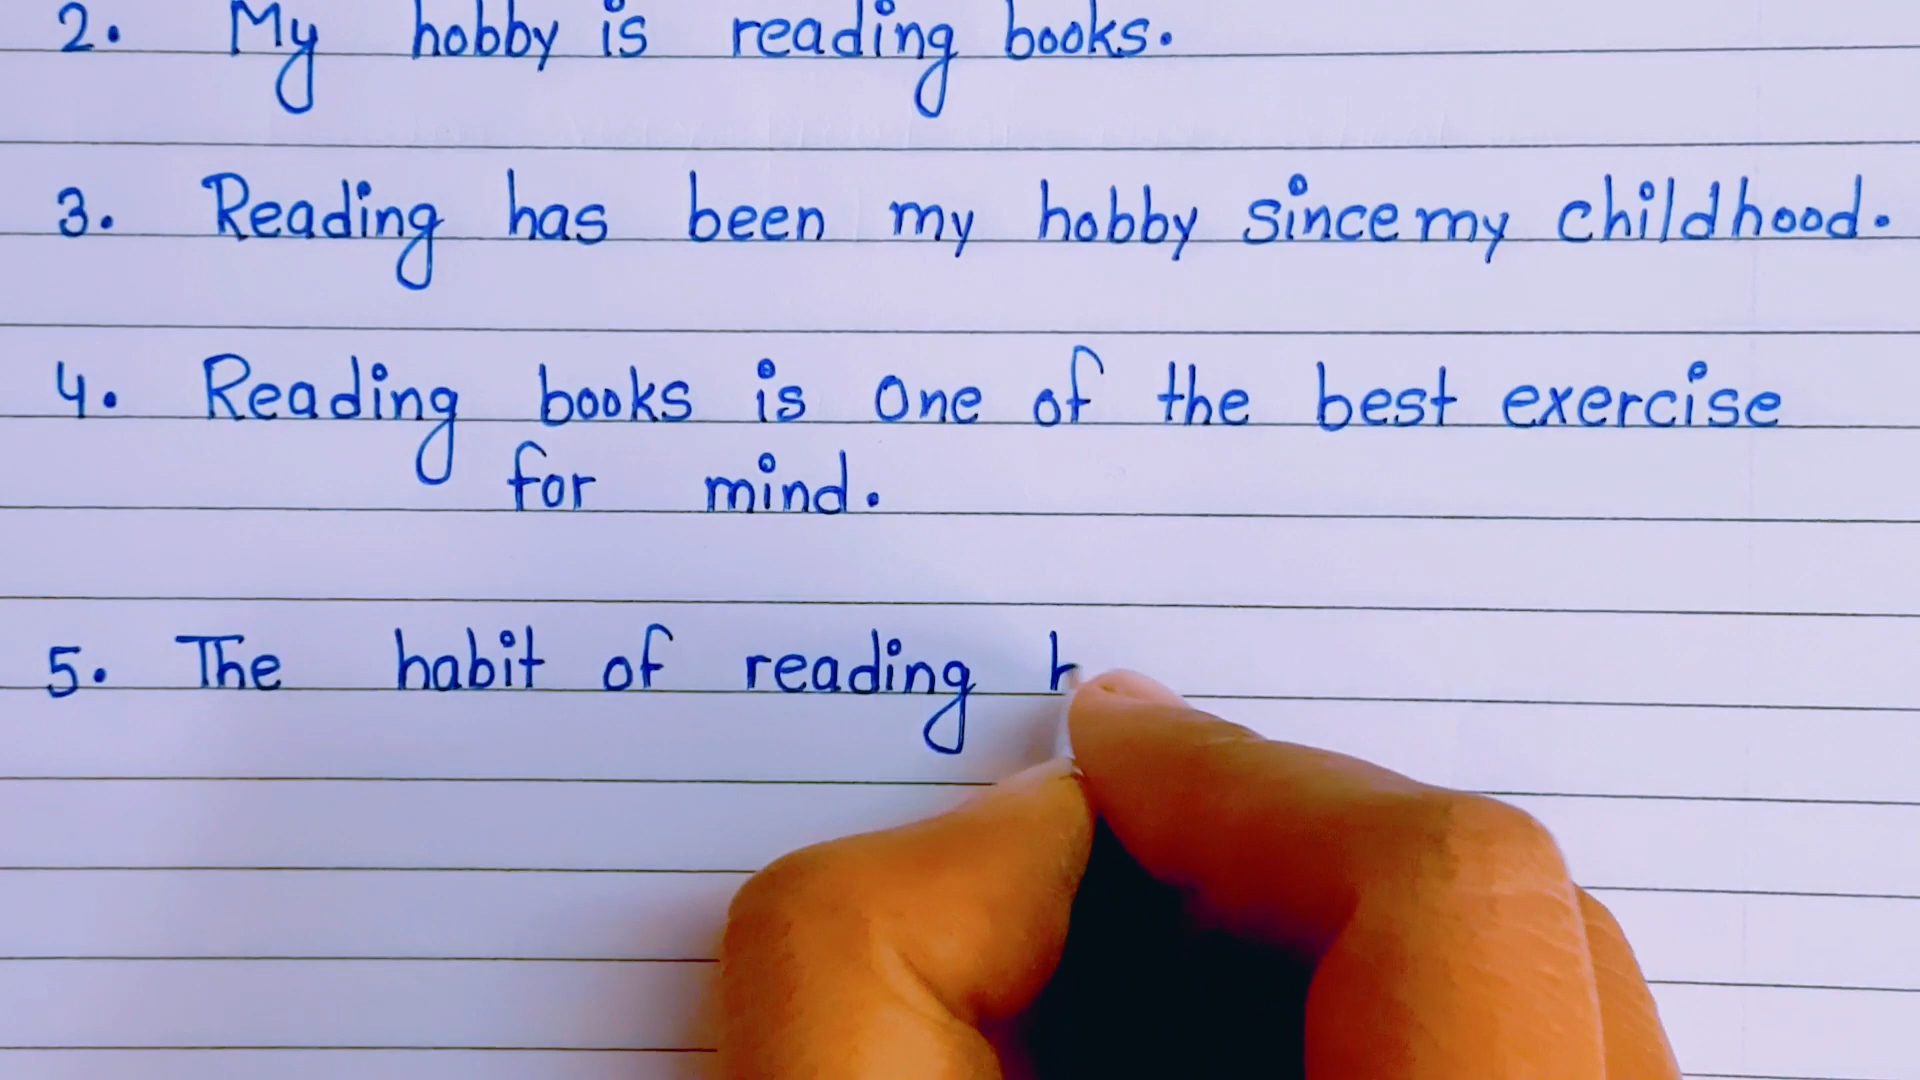 2. My hobby is reading books.
3. Reading has been my hobby since my childhood.
4. Reading books is one of the best exercise
for mind.
5. The habit of reading